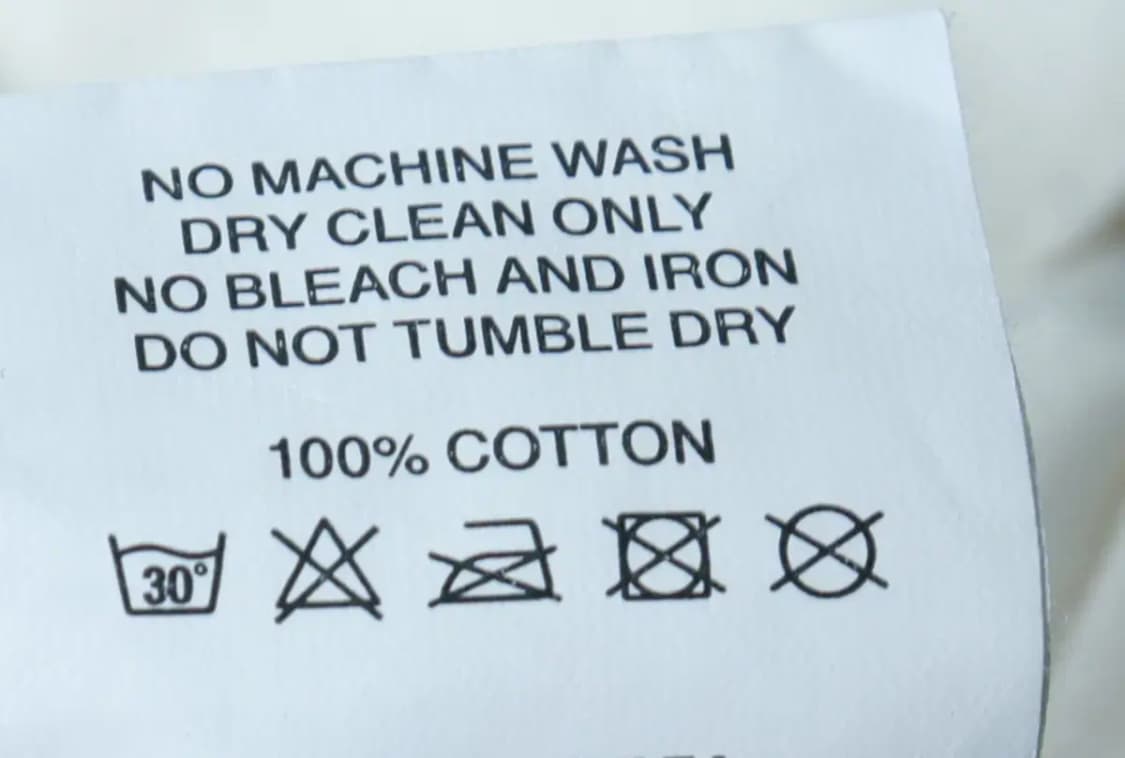 NO MACHINE WASH
DRY CLEAN ONLY
NO BLEACH AND IRON
DO NOT TUMBLE DRY
100% COTTON
30°